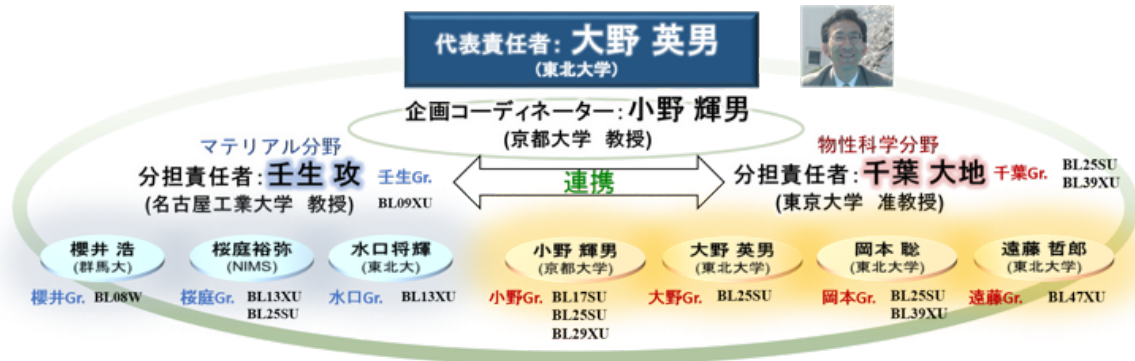 代表責任者: 大野 英男
(東北大学)
企画コーディネーター: 小野 輝男
(京都大学 教授)
マテリアル分野
分担責任者: 壬生 攻 壬生Gr.
(名古屋工業大学 教授) BL09XU
連携
物性科学分野
分担責任者: 千葉 大地 千葉Gr. BL25SU
BL39XU
(東京大学 准教授)
櫻井 浩
(群馬大)
櫻井Gr. BL08W
桜庭裕弥
(NIMS)
桜庭Gr. BL13XU
BL25SU
水口将輝
(東北大)
水口Gr. BL13XU
小野 輝男
(京都大学)
小野Gr. BL17SU
BL25SU
BL29XU
大野 英男
(東北大学)
大野Gr. BL25SU
岡本 聡
(東北大学)
岡本Gr. BL25SU
BL39XU
遠藤 哲郎
(東北大学)
遠藤Gr. BL47XU